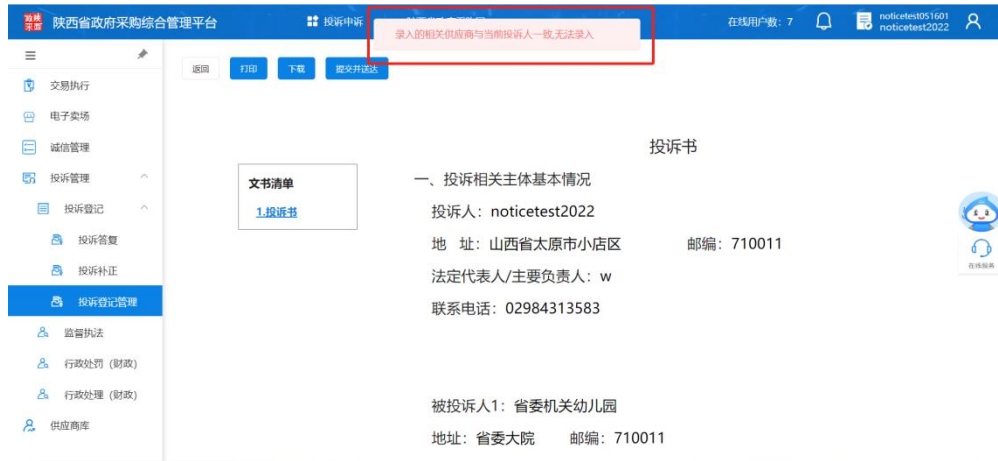 陕西省政府采购综合管理平台
投诉申诉
在线用户数：7
noticetest051601
noticetest2022
录入的相关供应商与当前投诉人一致,无法录入
返回
打印
下载
提交并送达
交易执行
电子卖场
诚信管理
投诉管理
投诉登记
投诉答复
投诉补正
投诉登记管理
监督执法
行政处罚（财政）
行政处理（财政）
供应商库
文书清单
1.投诉书
投诉书
一、投诉相关主体基本情况
投诉人：noticetest2022
地 址：山西省太原市小店区 邮编：710011
法定代表人/主要负责人：w
联系电话：02984313583
被投诉人1：省委机关幼儿园
地址：省委大院 邮编：710011
在线服务